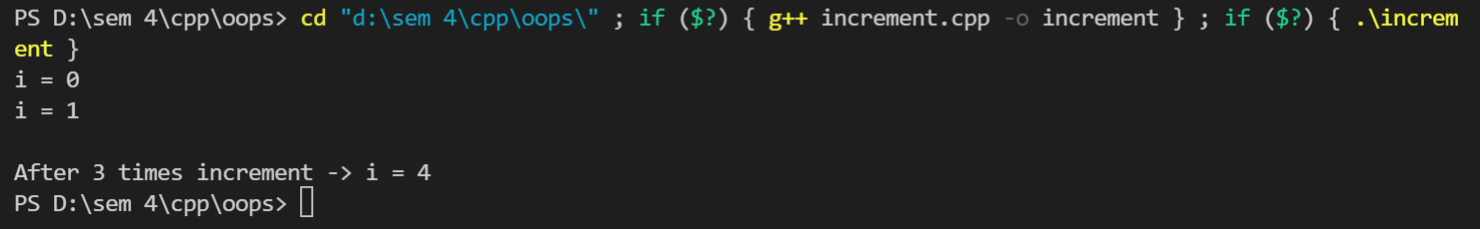 PS D:\sem 4\cpp\oops> cd "d:\sem 4\cpp\oops\" ; if ($?) { g++ increment.cpp -o increment } ; if ($?) { .\increm
ent }
i = 0
i = 1
After 3 times increment -> i = 4
PS D:\sem 4\cpp\oops>